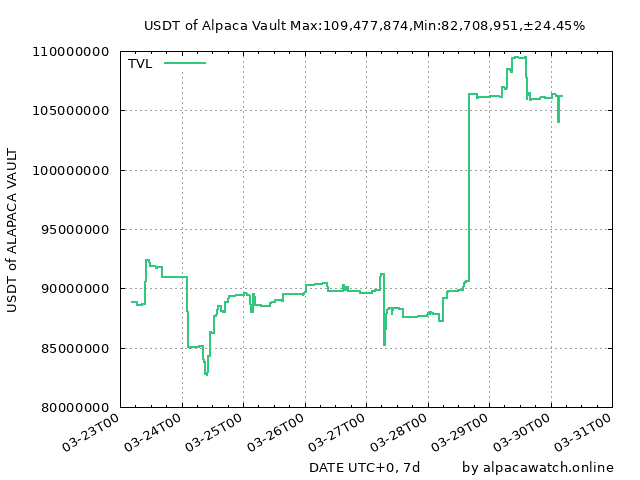 USDT of Alpaca Vault Max:109,477,874,Min:82,708,951,±24.45%
110000000
TVL
105000000
100000000
95000000
90000000
85000000
80000000
USDT of ALAPACA VAULT
03-23T00
03-24T00
03-25T00
03-26T00
03-27T00
03-28T00
03-29T00
03-30T00
03-31T00
DATE UTC+0, 7d
by alpacawatch.online